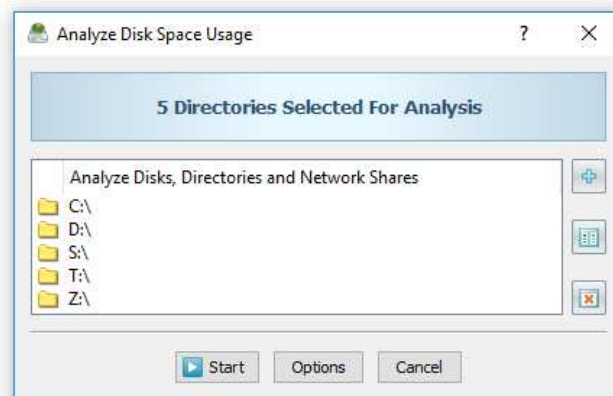 Analyze Disk Space Usage
?
5 Directories Selected For Analysis
Analyze Disks, Directories and Network Shares
C:\
D:\
S:\
T:\
Z:\
Start Options Cancel